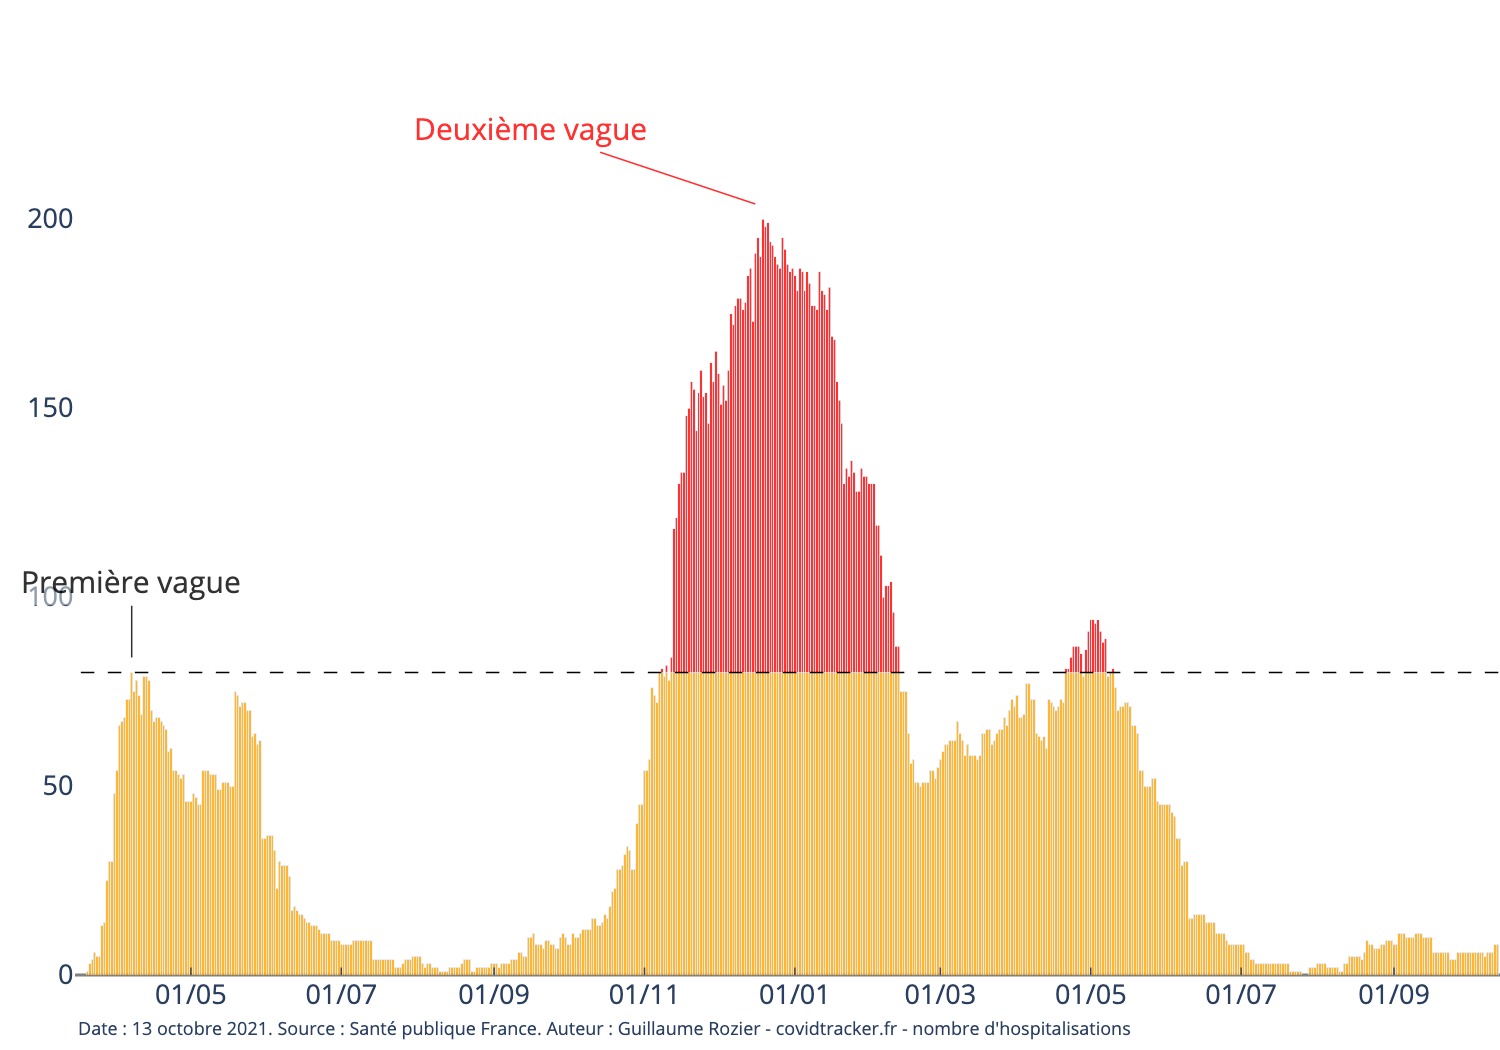 Deuxième vague
200
150
Première vague
100
50
0
01/05 01/07 01/09 01/11 01/01 01/03 01/05 01/07 01/09
Date : 13 octobre 2021. Source : Santé publique France. Auteur : Guillaume Rozier - covidtracker.fr - nombre d'hospitalisations